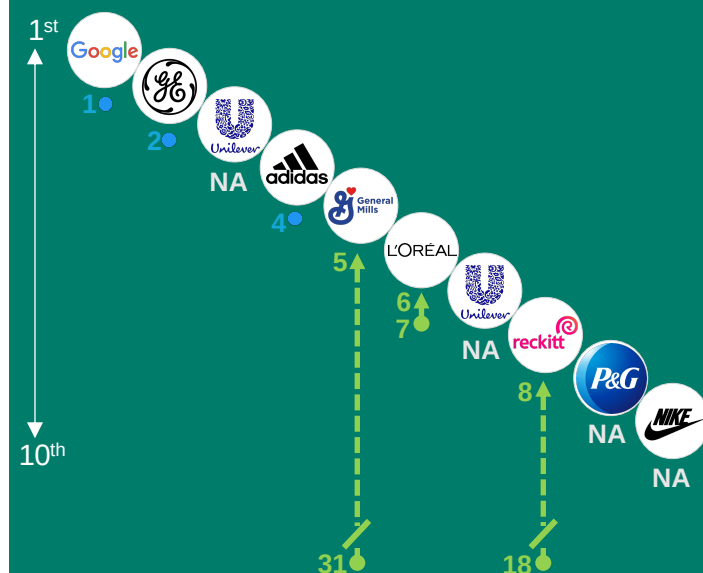 1st
Google
1
GE
2
Unilever
NA
adidas
4
General
Mills
5
L'ORÉAL
6
7
Unilever
NA
reckitt
8
P&G
NA
NIKE
NA
10th
31
18